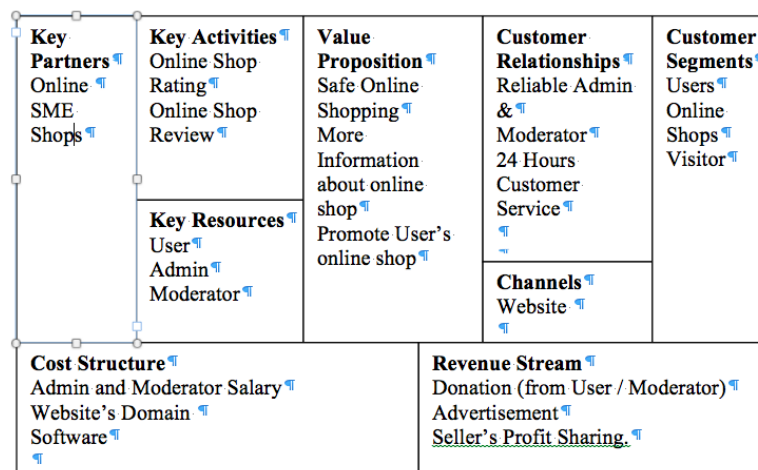 Key
Partners
Online
SME
Shops
Key Activities
Online Shop
Rating
Online Shop
Review
Key Resources
User
Admin
Moderator
Value
Proposition
Safe Online
Shopping
More
Information
about online
shop
Promote User's
online shop
Customer
Relationships
Reliable Admin
&
Moderator
24 Hours
Customer
Service
Channels
Website
Customer
Segments
Users
Online
Shops
Visitor
Cost Structure
Admin and Moderator Salary
Website's Domain
Software
Revenue Stream
Donation (from User / Moderator)
Advertisement
Seller's Profit Sharing.